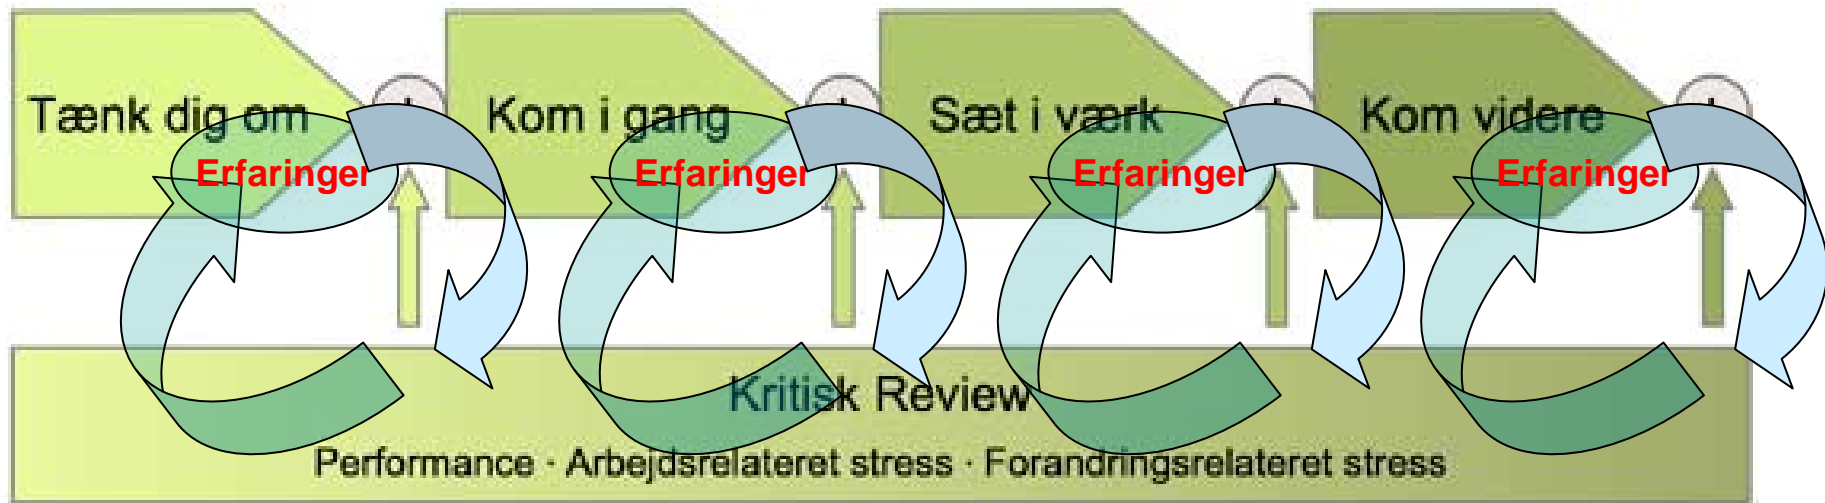 Tænk dig om
Kom i gang
Sæt i værk
Kom videre
Erfaringer
Erfaringer
Erfaringer
Erfaringer
Kritisk Review
Performance · Arbejdsrelateret stress · Forandringsrelateret stress